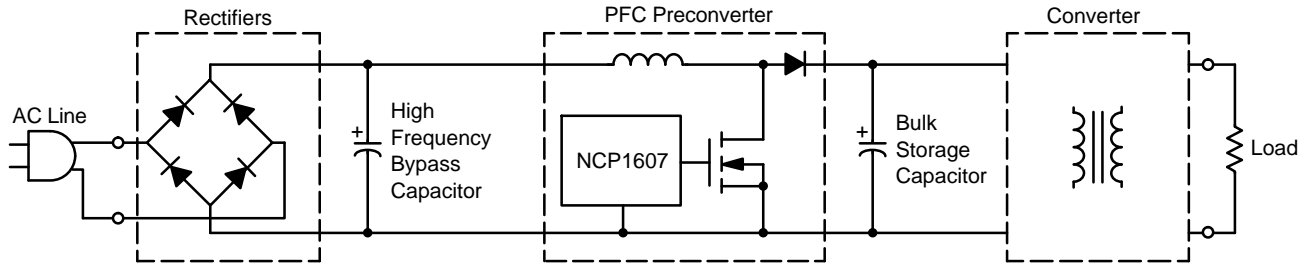 Rectifiers
PFC Preconverter
Converter
AC Line
+
High
Frequency
Bypass
Capacitor
NCP1607
+
Bulk
Storage
Capacitor
Load